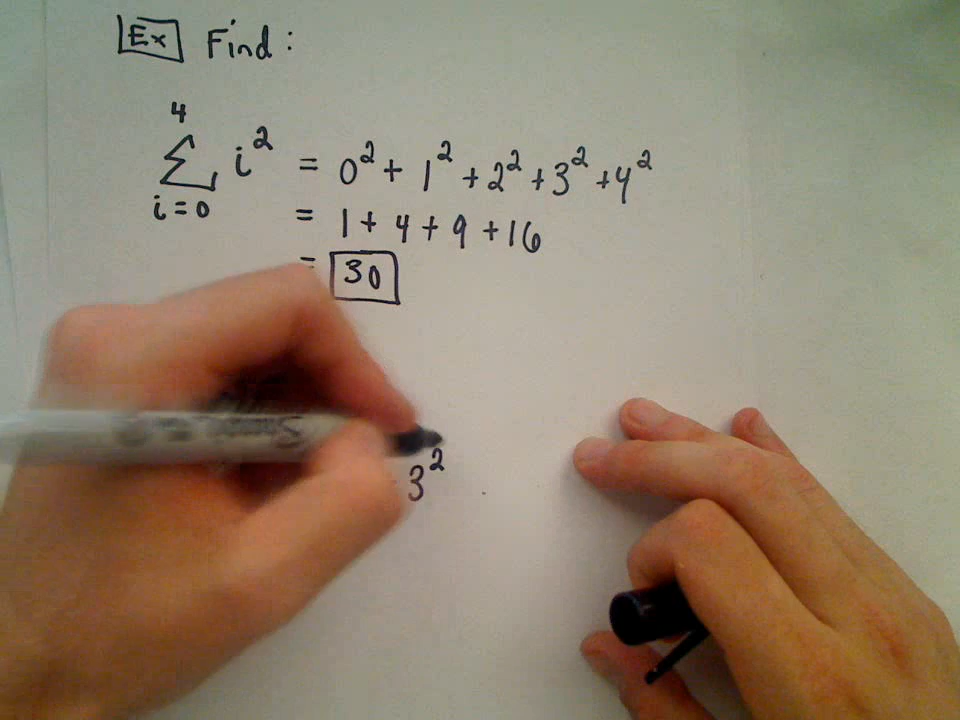 Ex Find:
4
∑ i² = 0² + 1² + 2² + 3² + 4²
i=0
= 1 + 4 + 9 + 16
= 30
3²